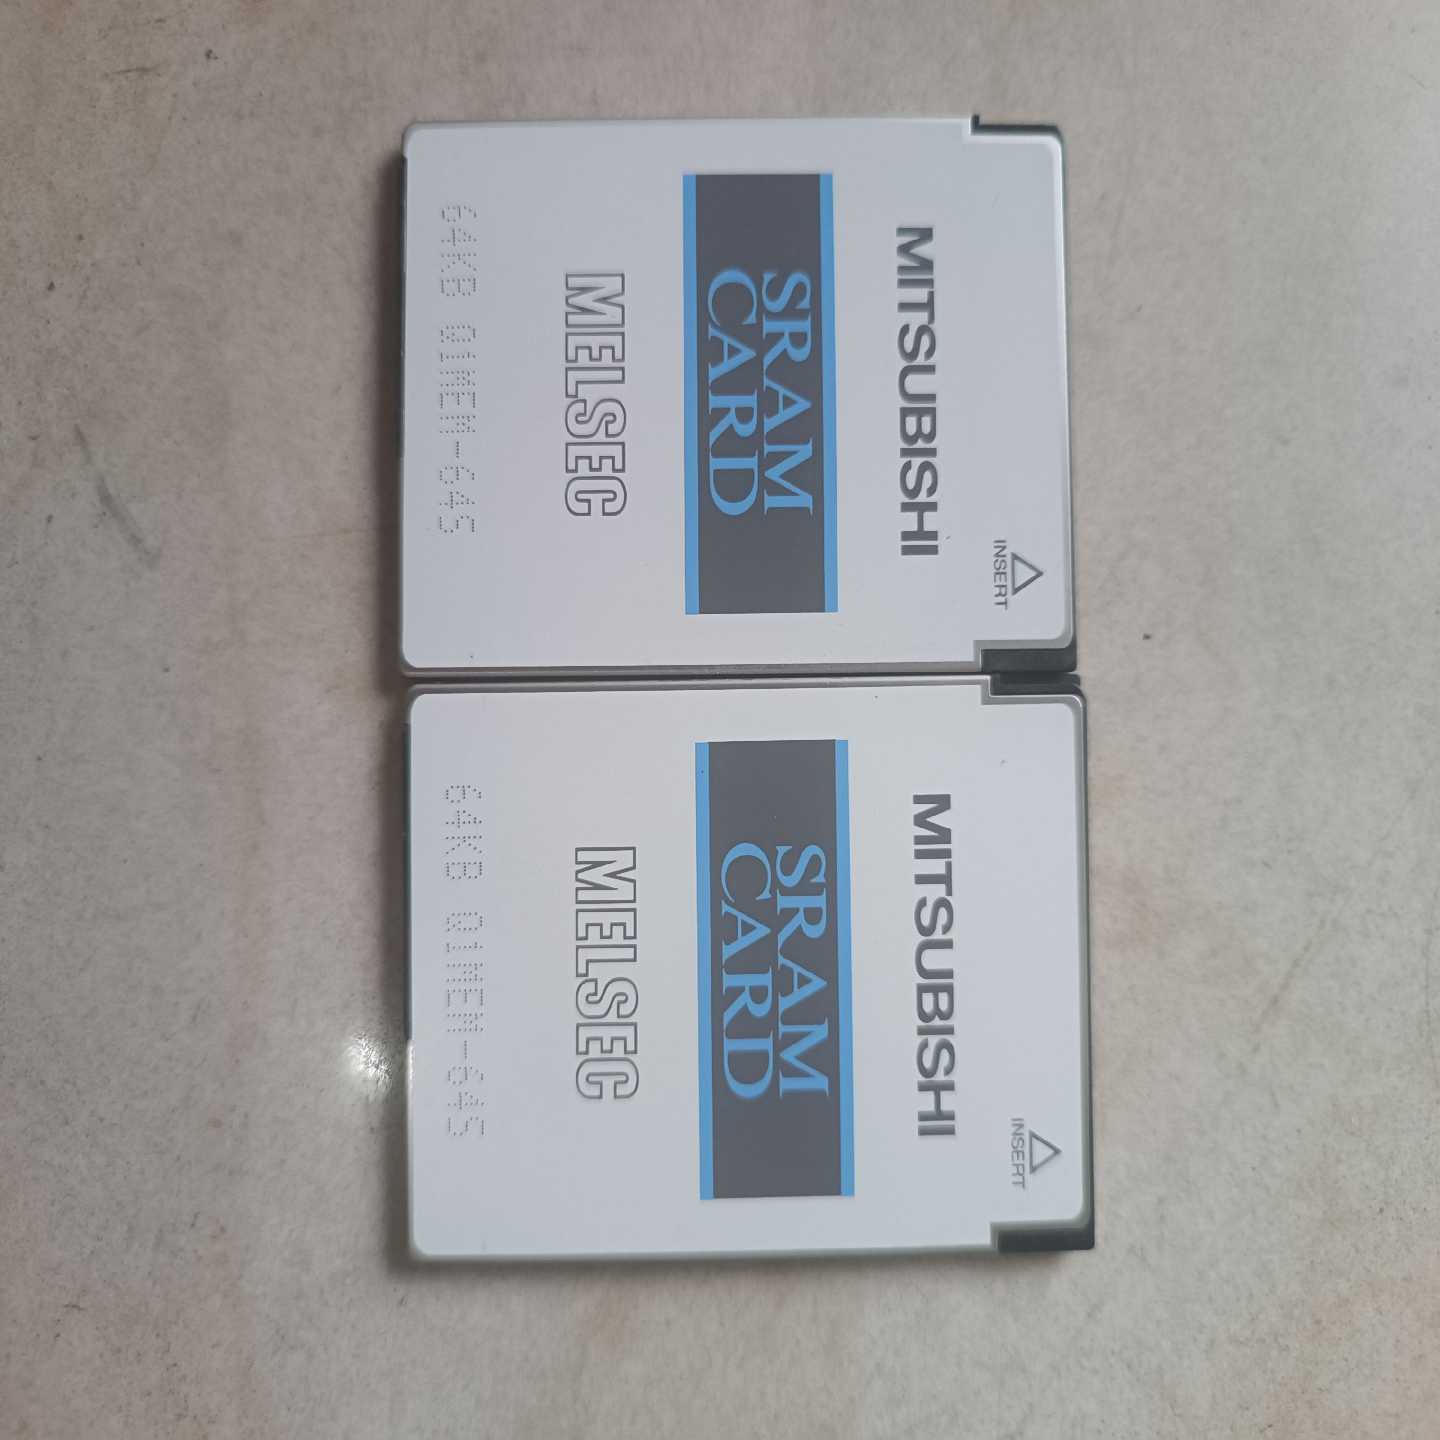 INSERT
MITSUBISHI
SRAM
CARD
MELSEC
64KB Q1MEM-64S
INSERT
MITSUBISHI
SRAM
CARD
MELSEC
64KB Q1MEM-64S